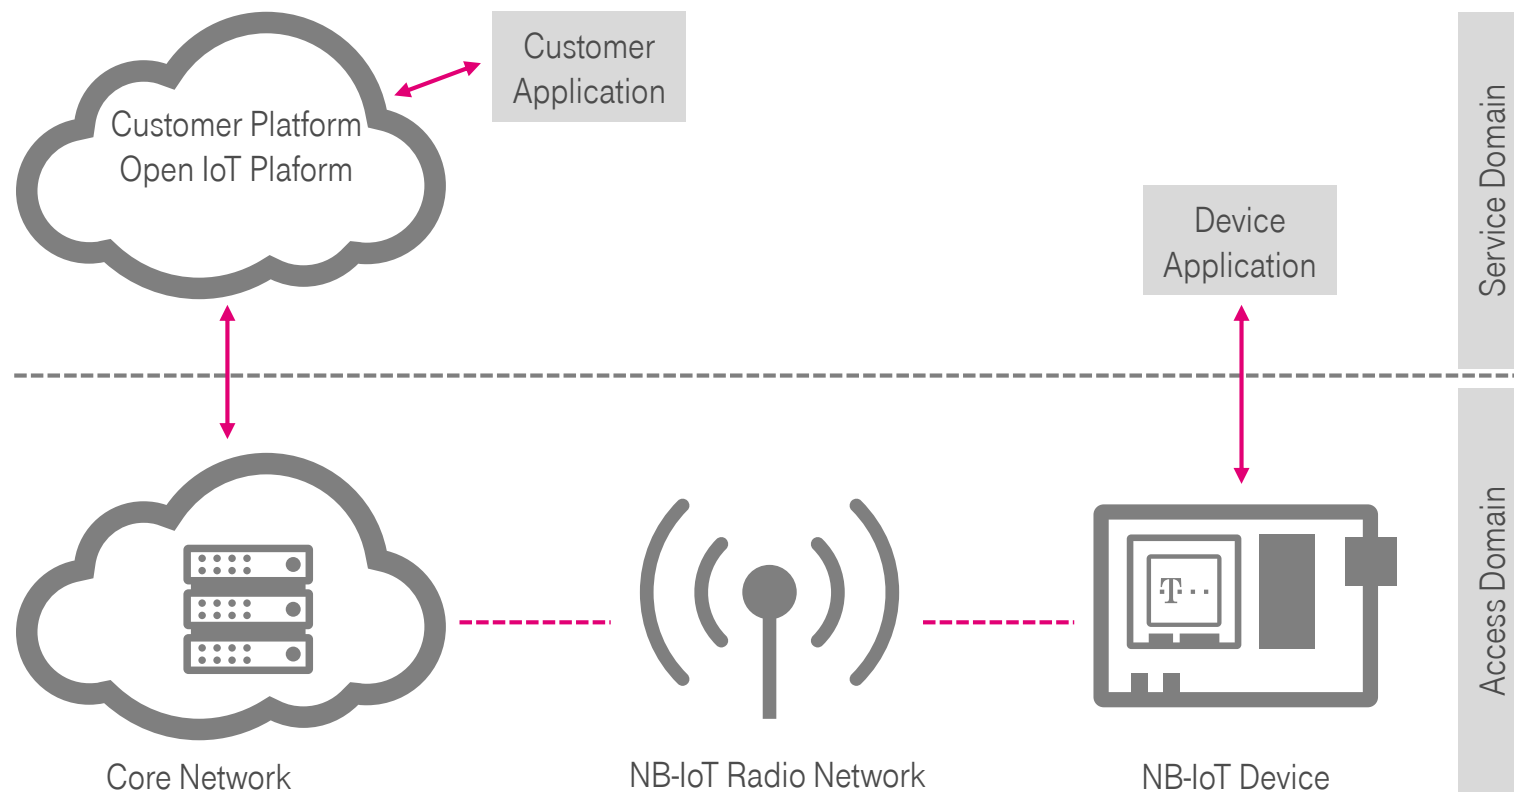 Customer
Application
Customer Platform
Open IoT Plaform
Service Domain
Device
Application
Access Domain
T
Core Network
NB-IoT Radio Network
NB-IoT Device